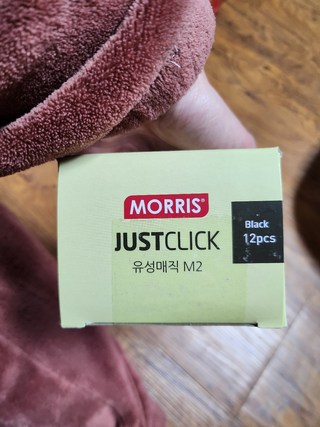 MORRIS®
JUSTCLICK
유성매직 M2
Black
12pcs